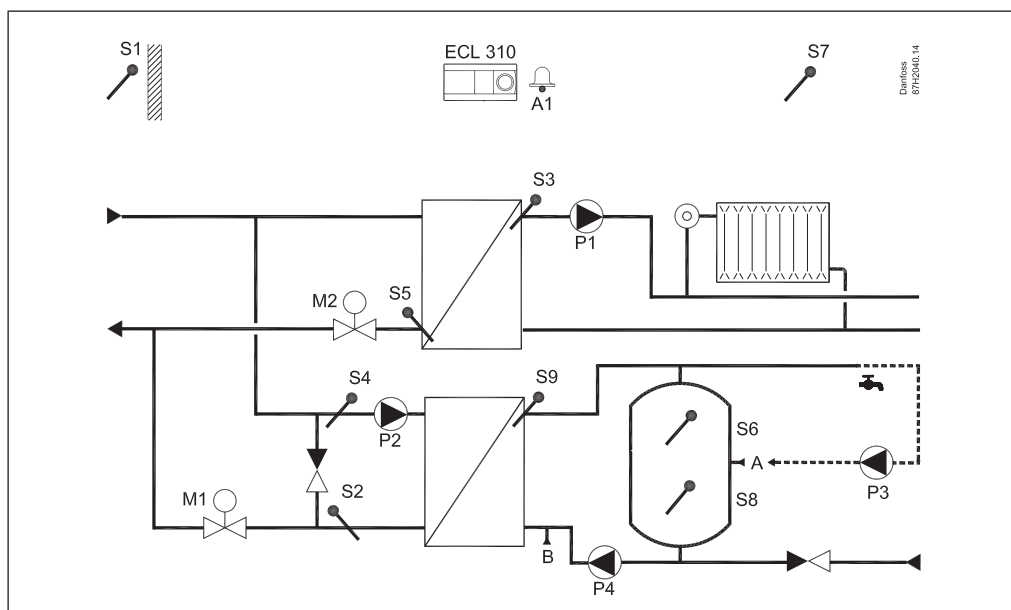 S1
ECL 310
A1
S7
Danfoss
87H2040.14
S3
P1
M2
S5
S4
P2
S9
S6
A
S8
P3
M1
S2
B
P4